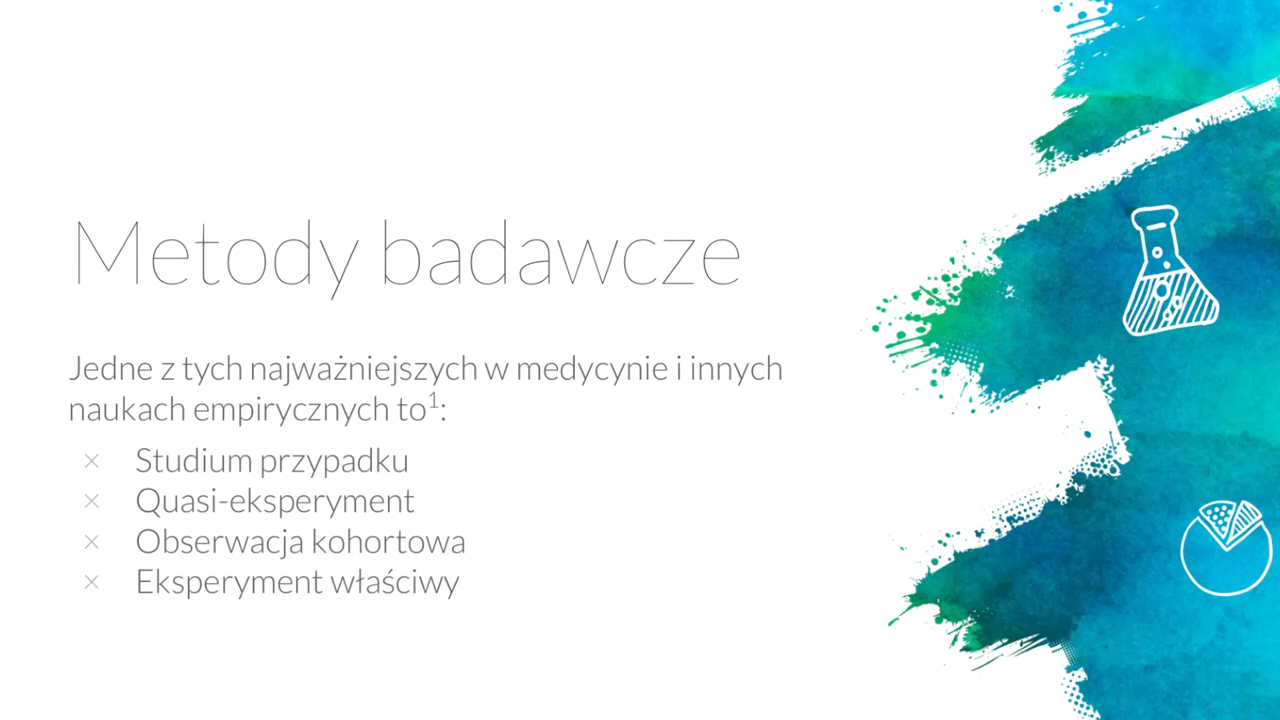 Metody badawcze
Jedne z tych najważniejszych w medycynie i innych
naukach empirycznych to¹:
× Studium przypadku
× Quasi-eksperyment
× Obserwacja kohortowa
× Eksperyment właściwy